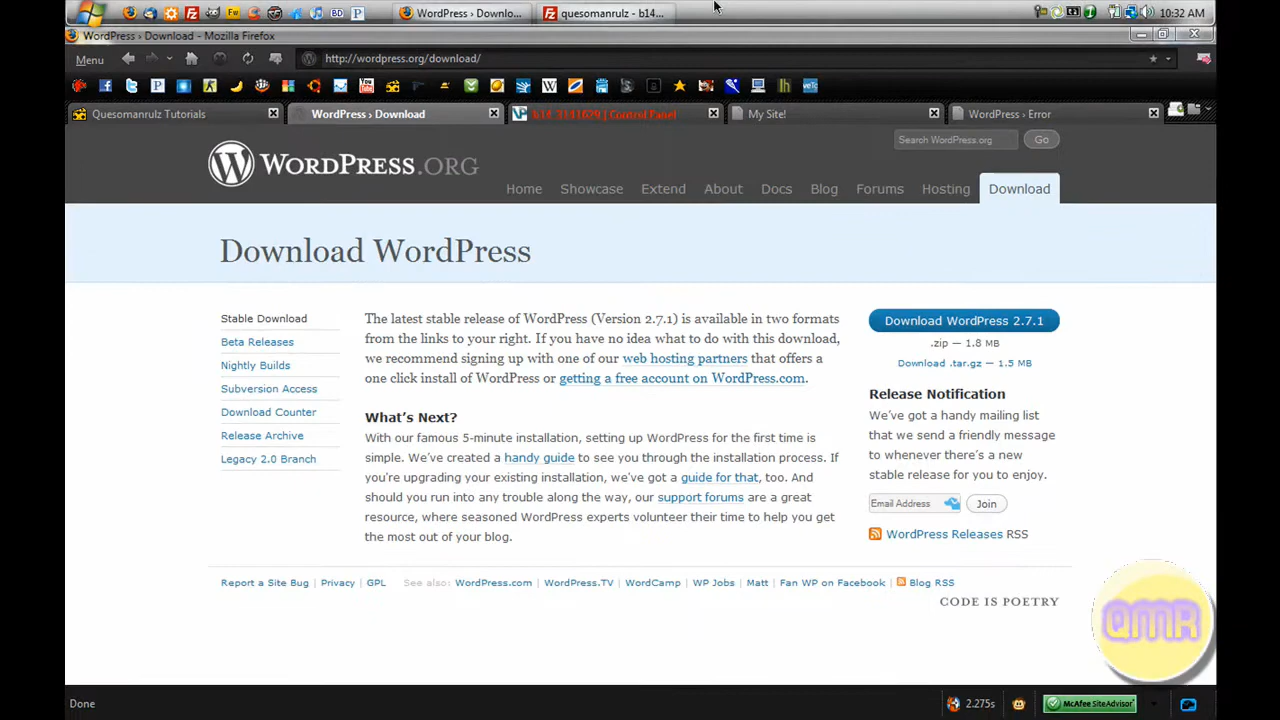 WordPress › Downlo...
quesomanrulz - b14...
10:32 AM
WordPress › Download - Mozilla Firefox
Menu
http://wordpress.org/download/
Quesomanrulz Tutorials
WordPress › Download
b14_3141629 | Control Panel
My Site!
WordPress › Error
WORDPRESS.ORG
Search WordPress.org
Go
Home
Showcase
Extend
About
Docs
Blog
Forums
Hosting
Download
Download WordPress
Stable Download
Beta Releases
Nightly Builds
Subversion Access
Download Counter
Release Archive
Legacy 2.0 Branch
The latest stable release of WordPress (Version 2.7.1) is available in two formats
from the links to your right. If you have no idea what to do with this download,
we recommend signing up with one of our web hosting partners that offers a
one click install of WordPress or getting a free account on WordPress.com.
What's Next?
With our famous 5-minute installation, setting up WordPress for the first time is
simple. We've created a handy guide to see you through the installation process. If
you're upgrading your existing installation, we've got a guide for that, too. And
should you run into any trouble along the way, our support forums are a great
resource, where seasoned WordPress experts volunteer their time to help you get
the most out of your blog.
Download WordPress 2.7.1
.zip — 1.8 MB
Download .tar.gz — 1.5 MB
Release Notification
We've got a handy mailing list
that we send a friendly message
to whenever there's a new
stable release for you to enjoy.
Email Address
Join
WordPress Releases RSS
Report a Site Bug | Privacy | GPL See also: WordPress.com | WordPress.TV | WordCamp | WP Jobs | Matt | Fan WP on Facebook | Blog RSS
CODE IS POETRY
QMR
Done
2.275s
McAfee SiteAdvisor